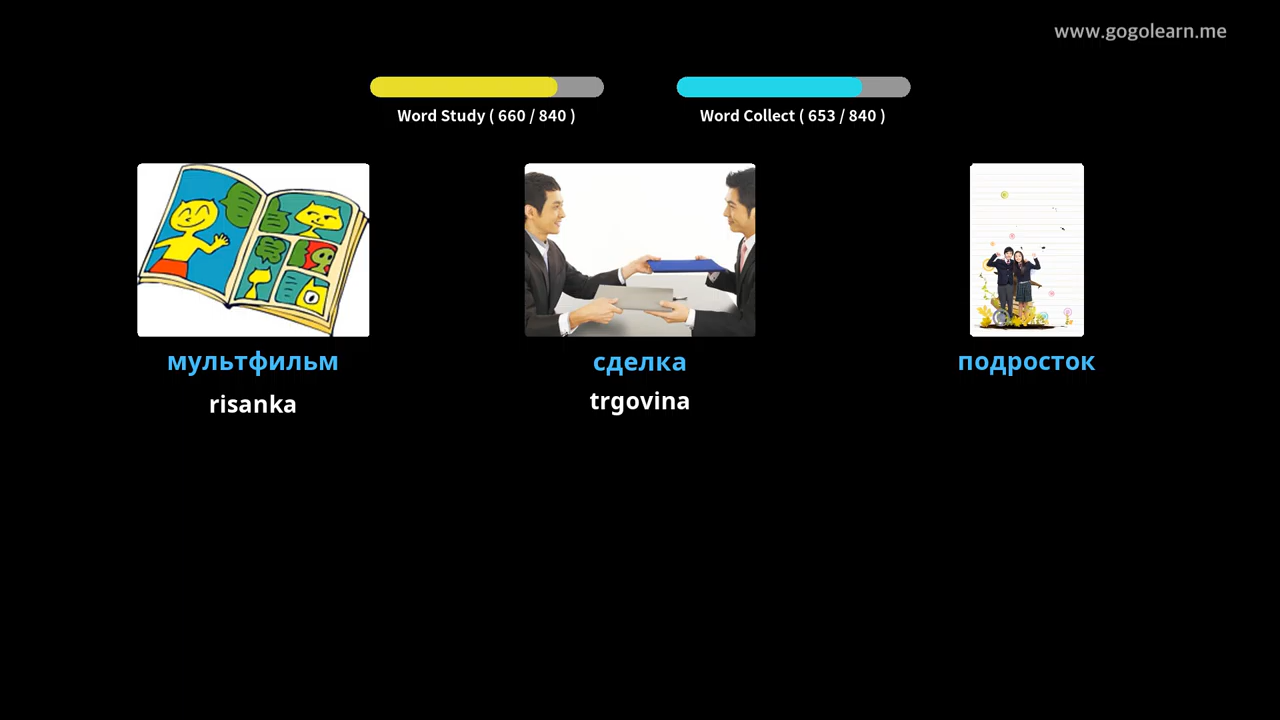 www.gogolearn.me
Word Study ( 660 / 840 )
Word Collect ( 653 / 840 )
мультфильм
сделка
подросток
risanka
trgovina